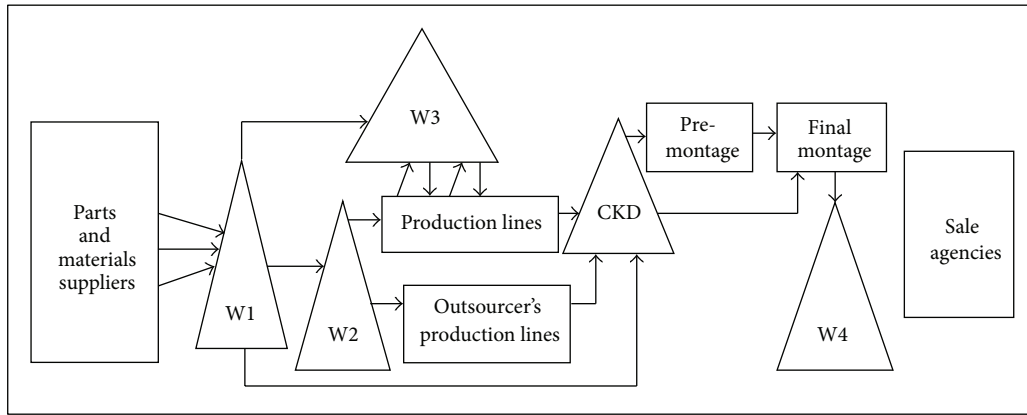 Parts
and
materials
suppliers
W1
W2
W3
Production lines
Outsourcer's
production lines
CKD
Pre-
montage
Final
montage
W4
Sale
agencies